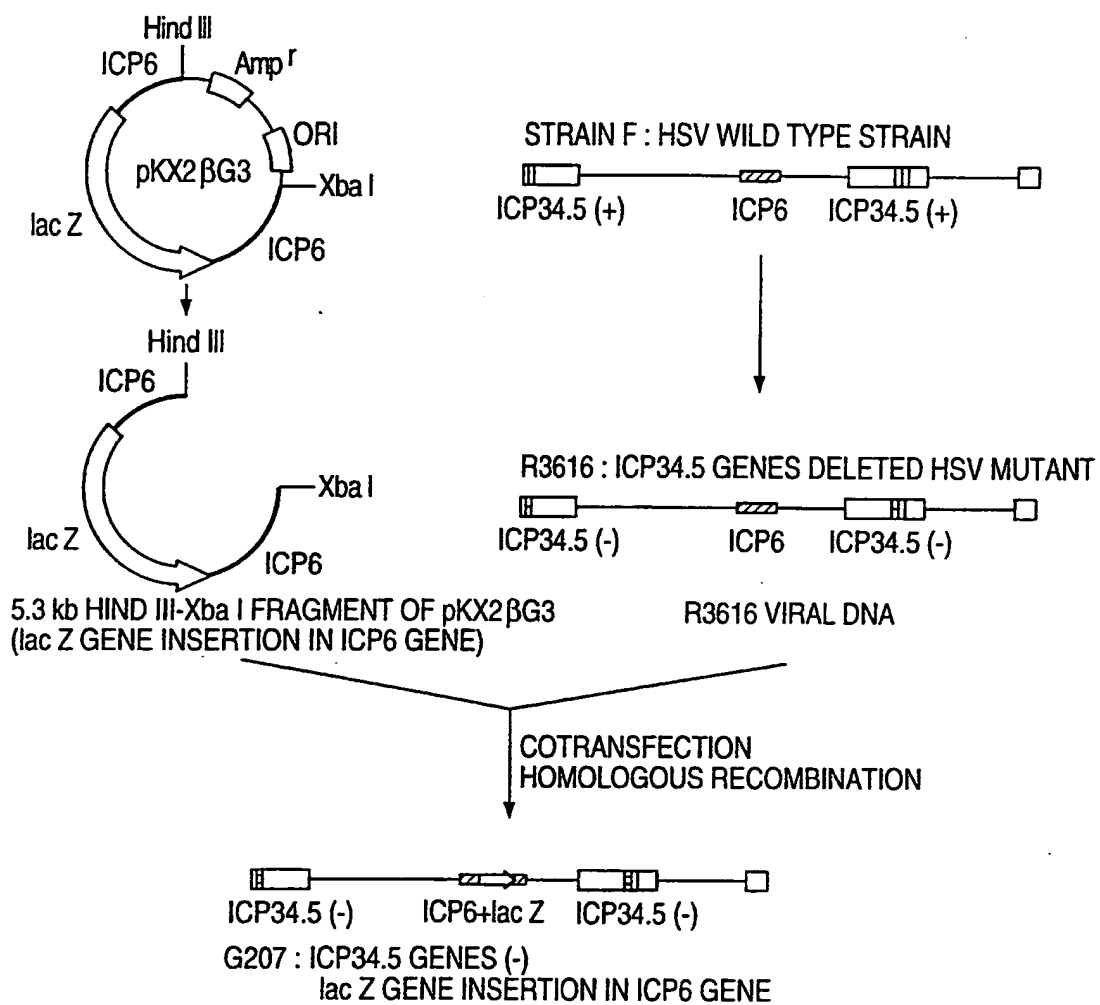 Hind III
ICP6
Amp r
ORI
pKX2βG3
Xba I
lac Z
ICP6
Hind III
ICP6
Xba I
lac Z
ICP6
5.3 kb HIND III-Xba I FRAGMENT OF pKX2βG3
(lac Z GENE INSERTION IN ICP6 GENE)
STRAIN F : HSV WILD TYPE STRAIN
ICP34.5 (+) ICP6 ICP34.5 (+)
R3616 : ICP34.5 GENES DELETED HSV MUTANT
ICP34.5 (-) ICP6 ICP34.5 (-)
R3616 VIRAL DNA
COTRANSFECTION
HOMOLOGOUS RECOMBINATION
ICP34.5 (-) ICP6+lac Z ICP34.5 (-)
G207 : ICP34.5 GENES (-)
lac Z GENE INSERTION IN ICP6 GENE